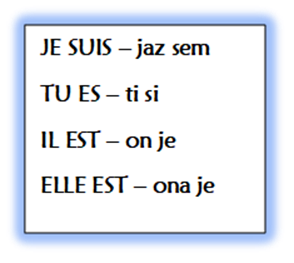 JE SUIS – jaz sem
TU ES – ti si
IL EST – on je
ELLE EST – ona je